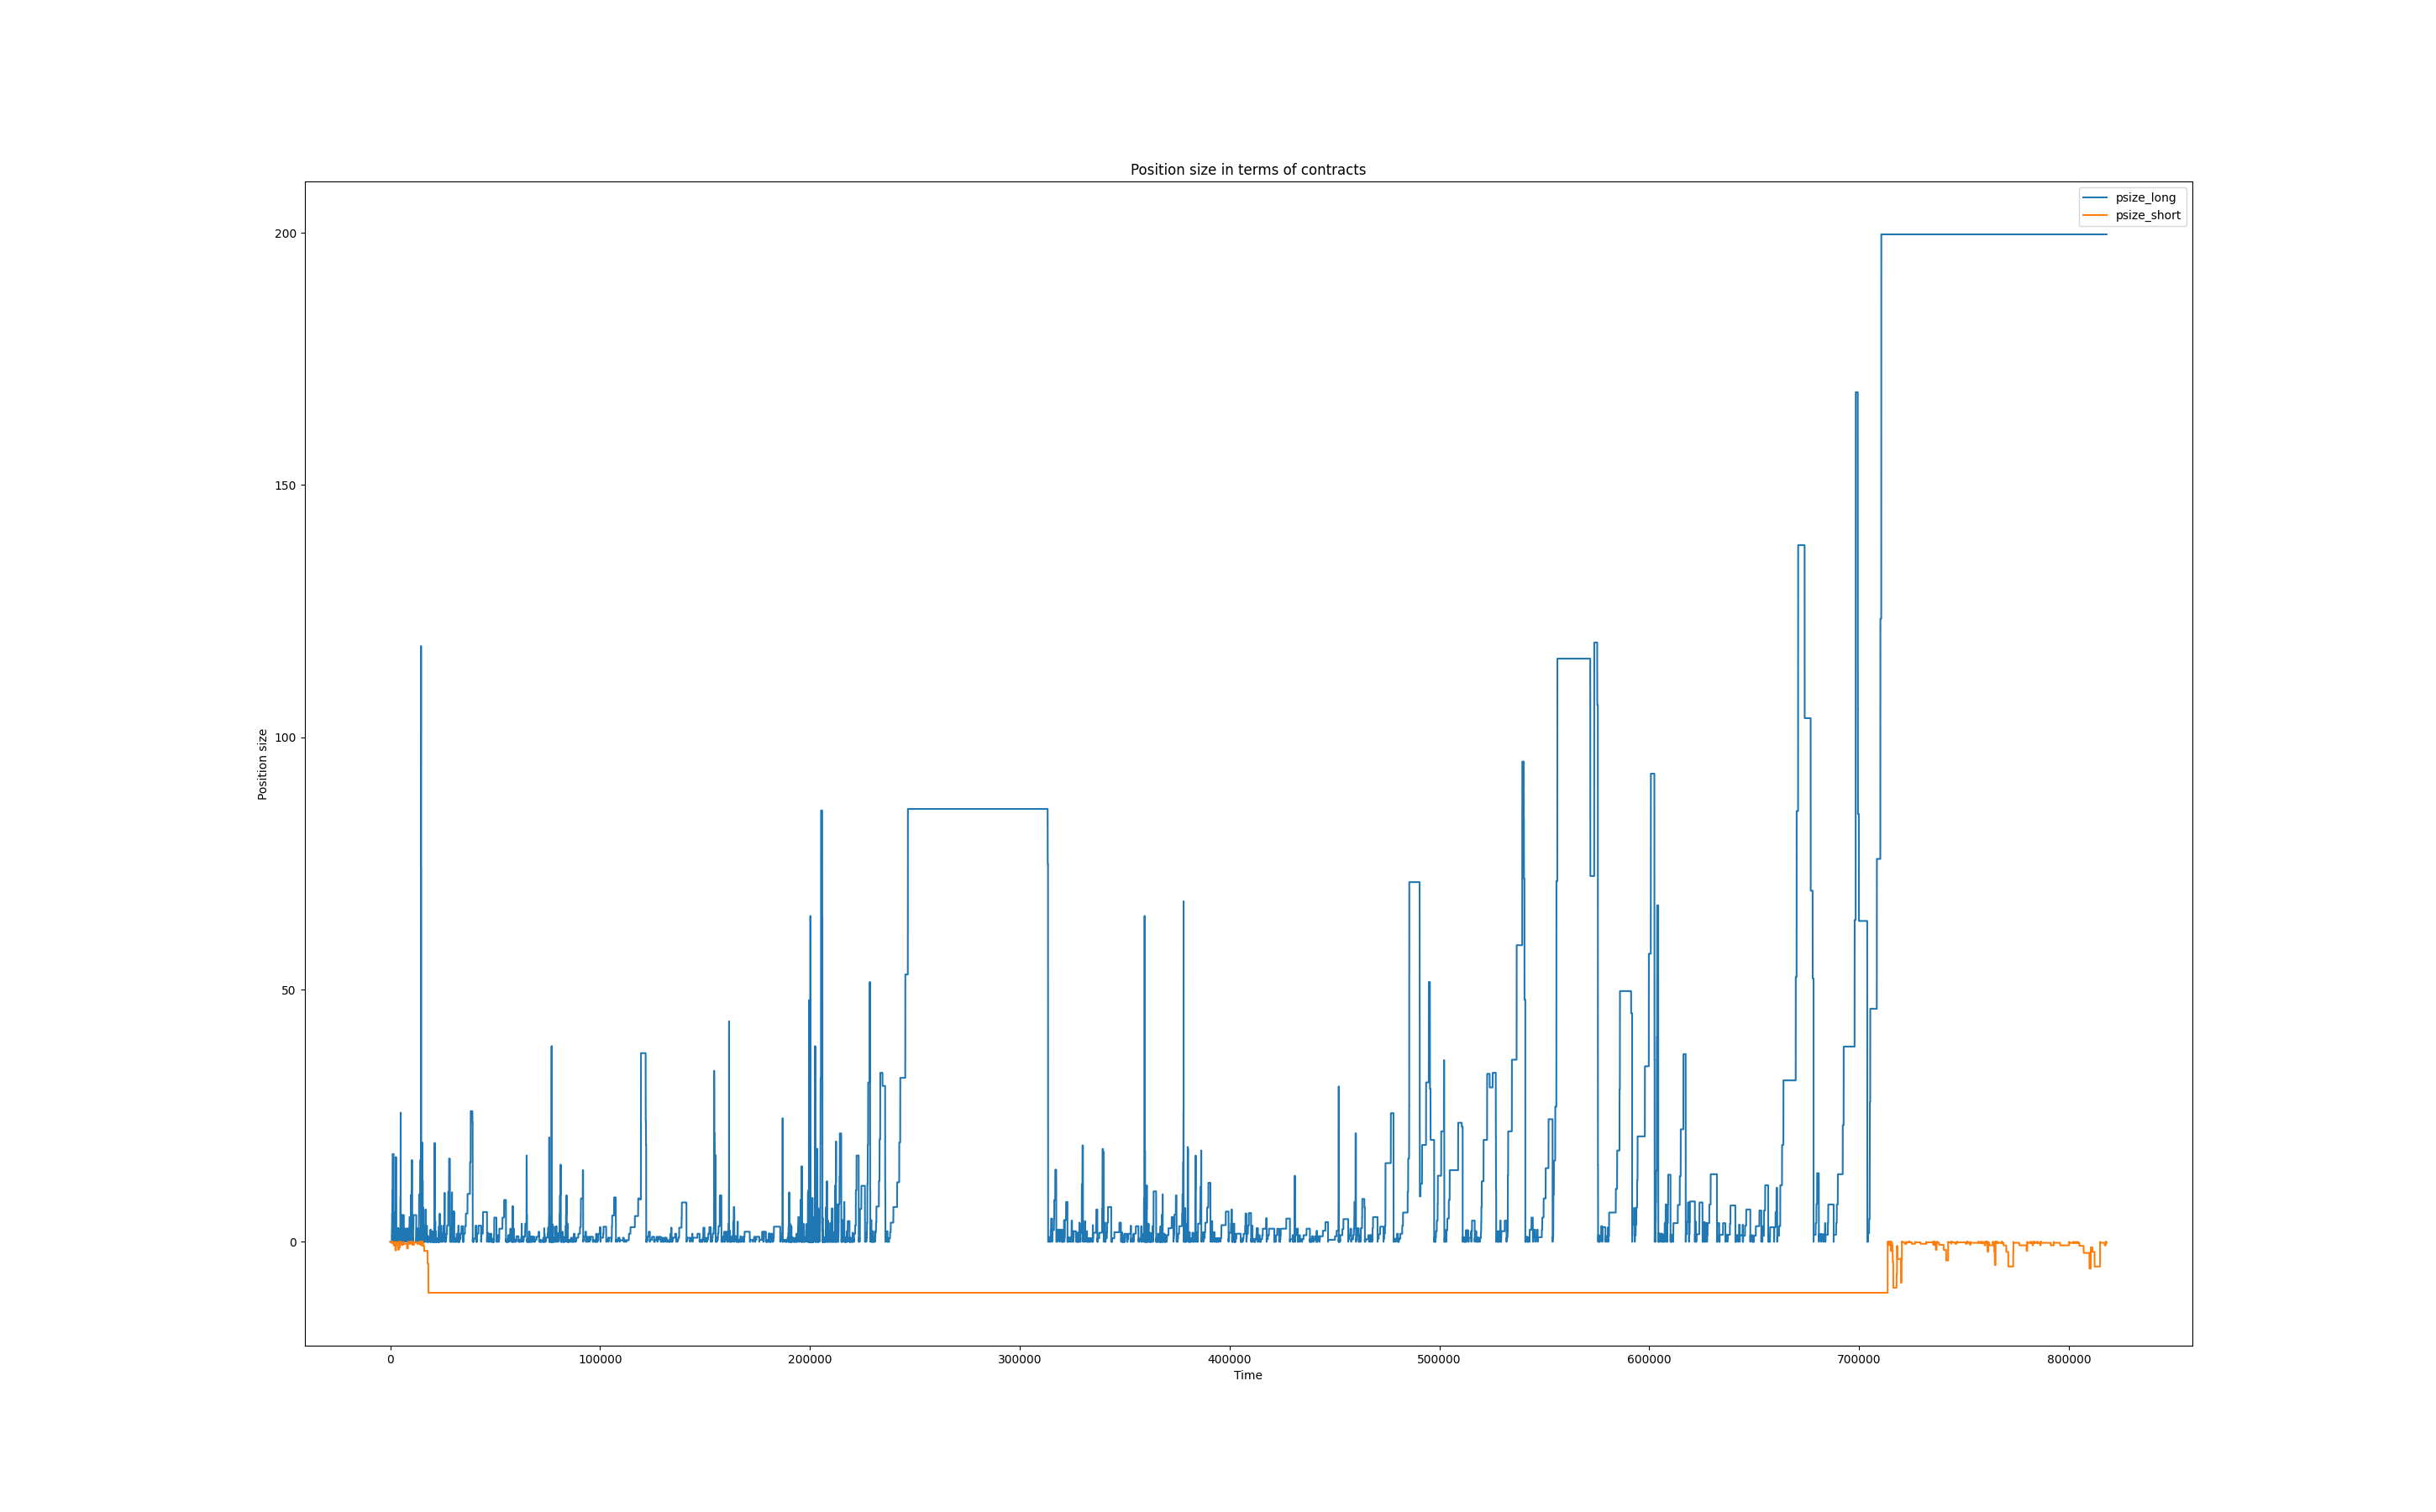 Position size in terms of contracts
psize_long
psize_short
200
150
100
50
0
Position size
0
100000
200000
300000
400000
500000
600000
700000
800000
Time